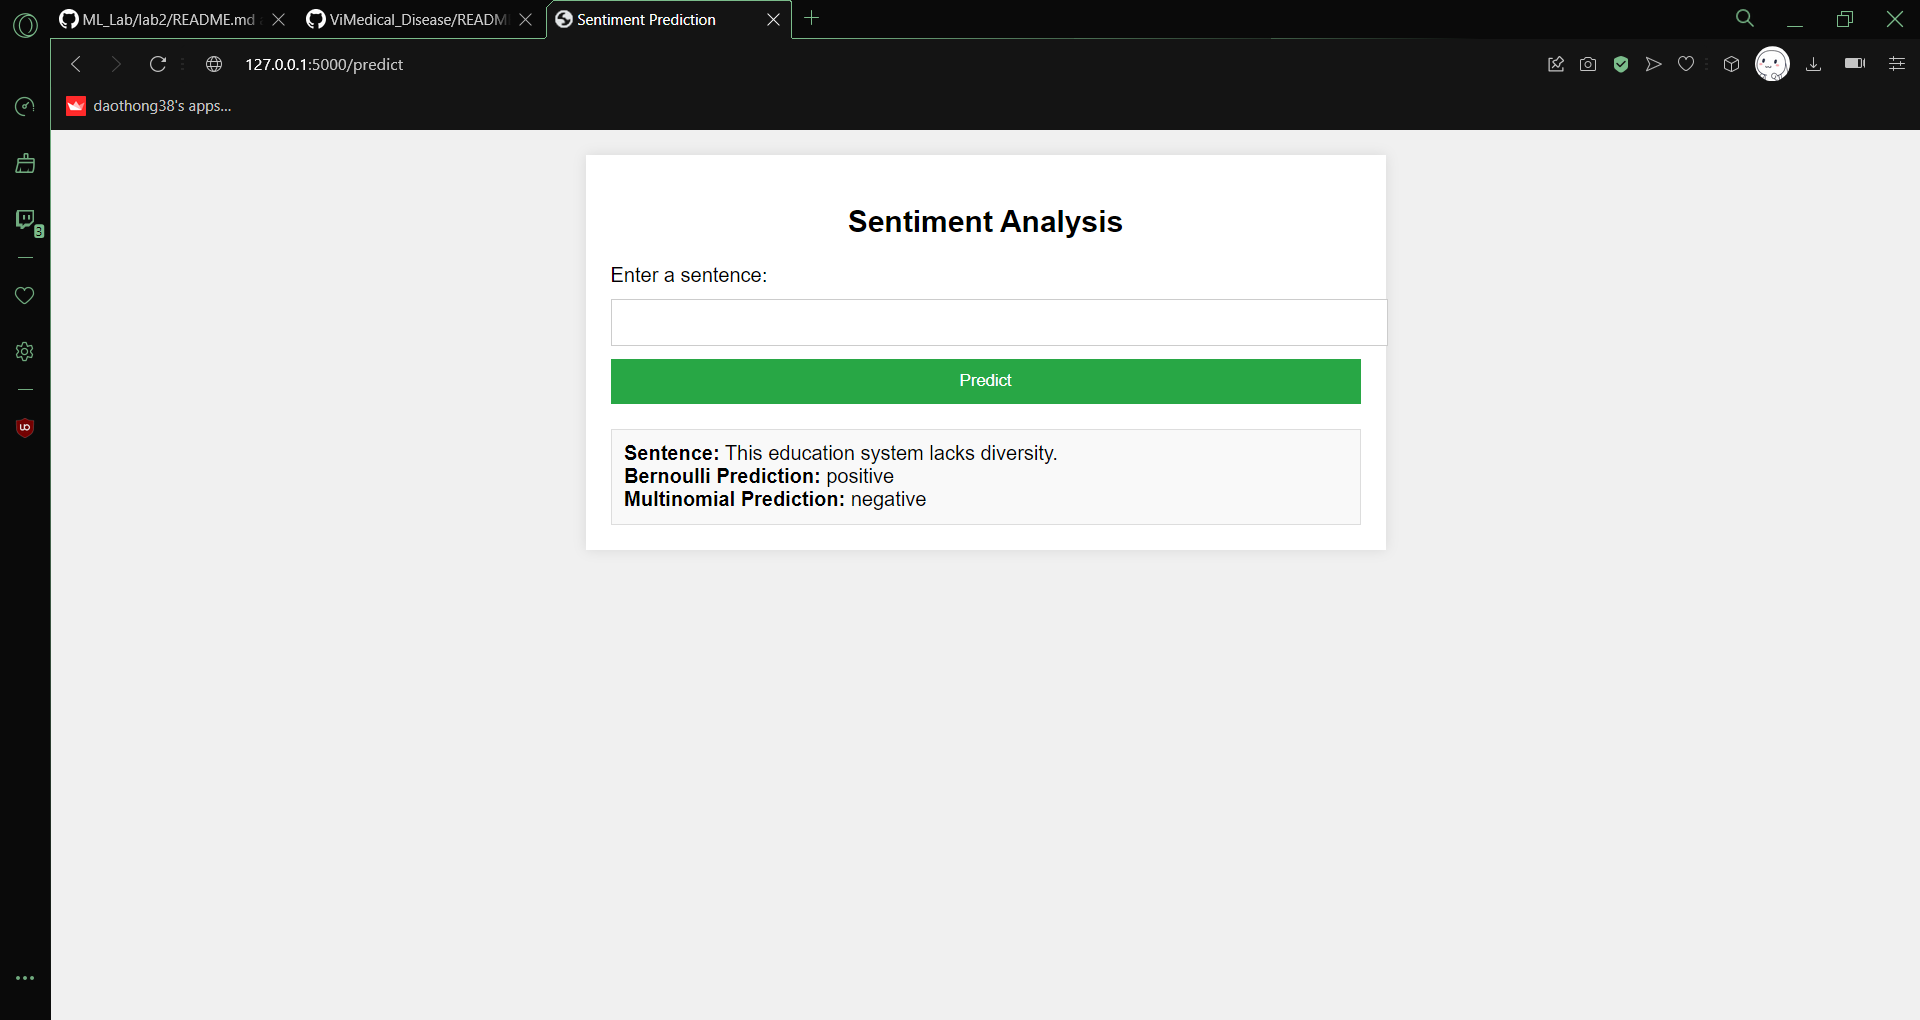 ML_Lab/lab2/README.md
ViMedical_Disease/READM
Sentiment Prediction
127.0.0.1:5000/predict
daothong38's apps...
3
Sentiment Analysis
Enter a sentence:
Predict
Sentence: This education system lacks diversity.
Bernoulli Prediction: positive
Multinomial Prediction: negative